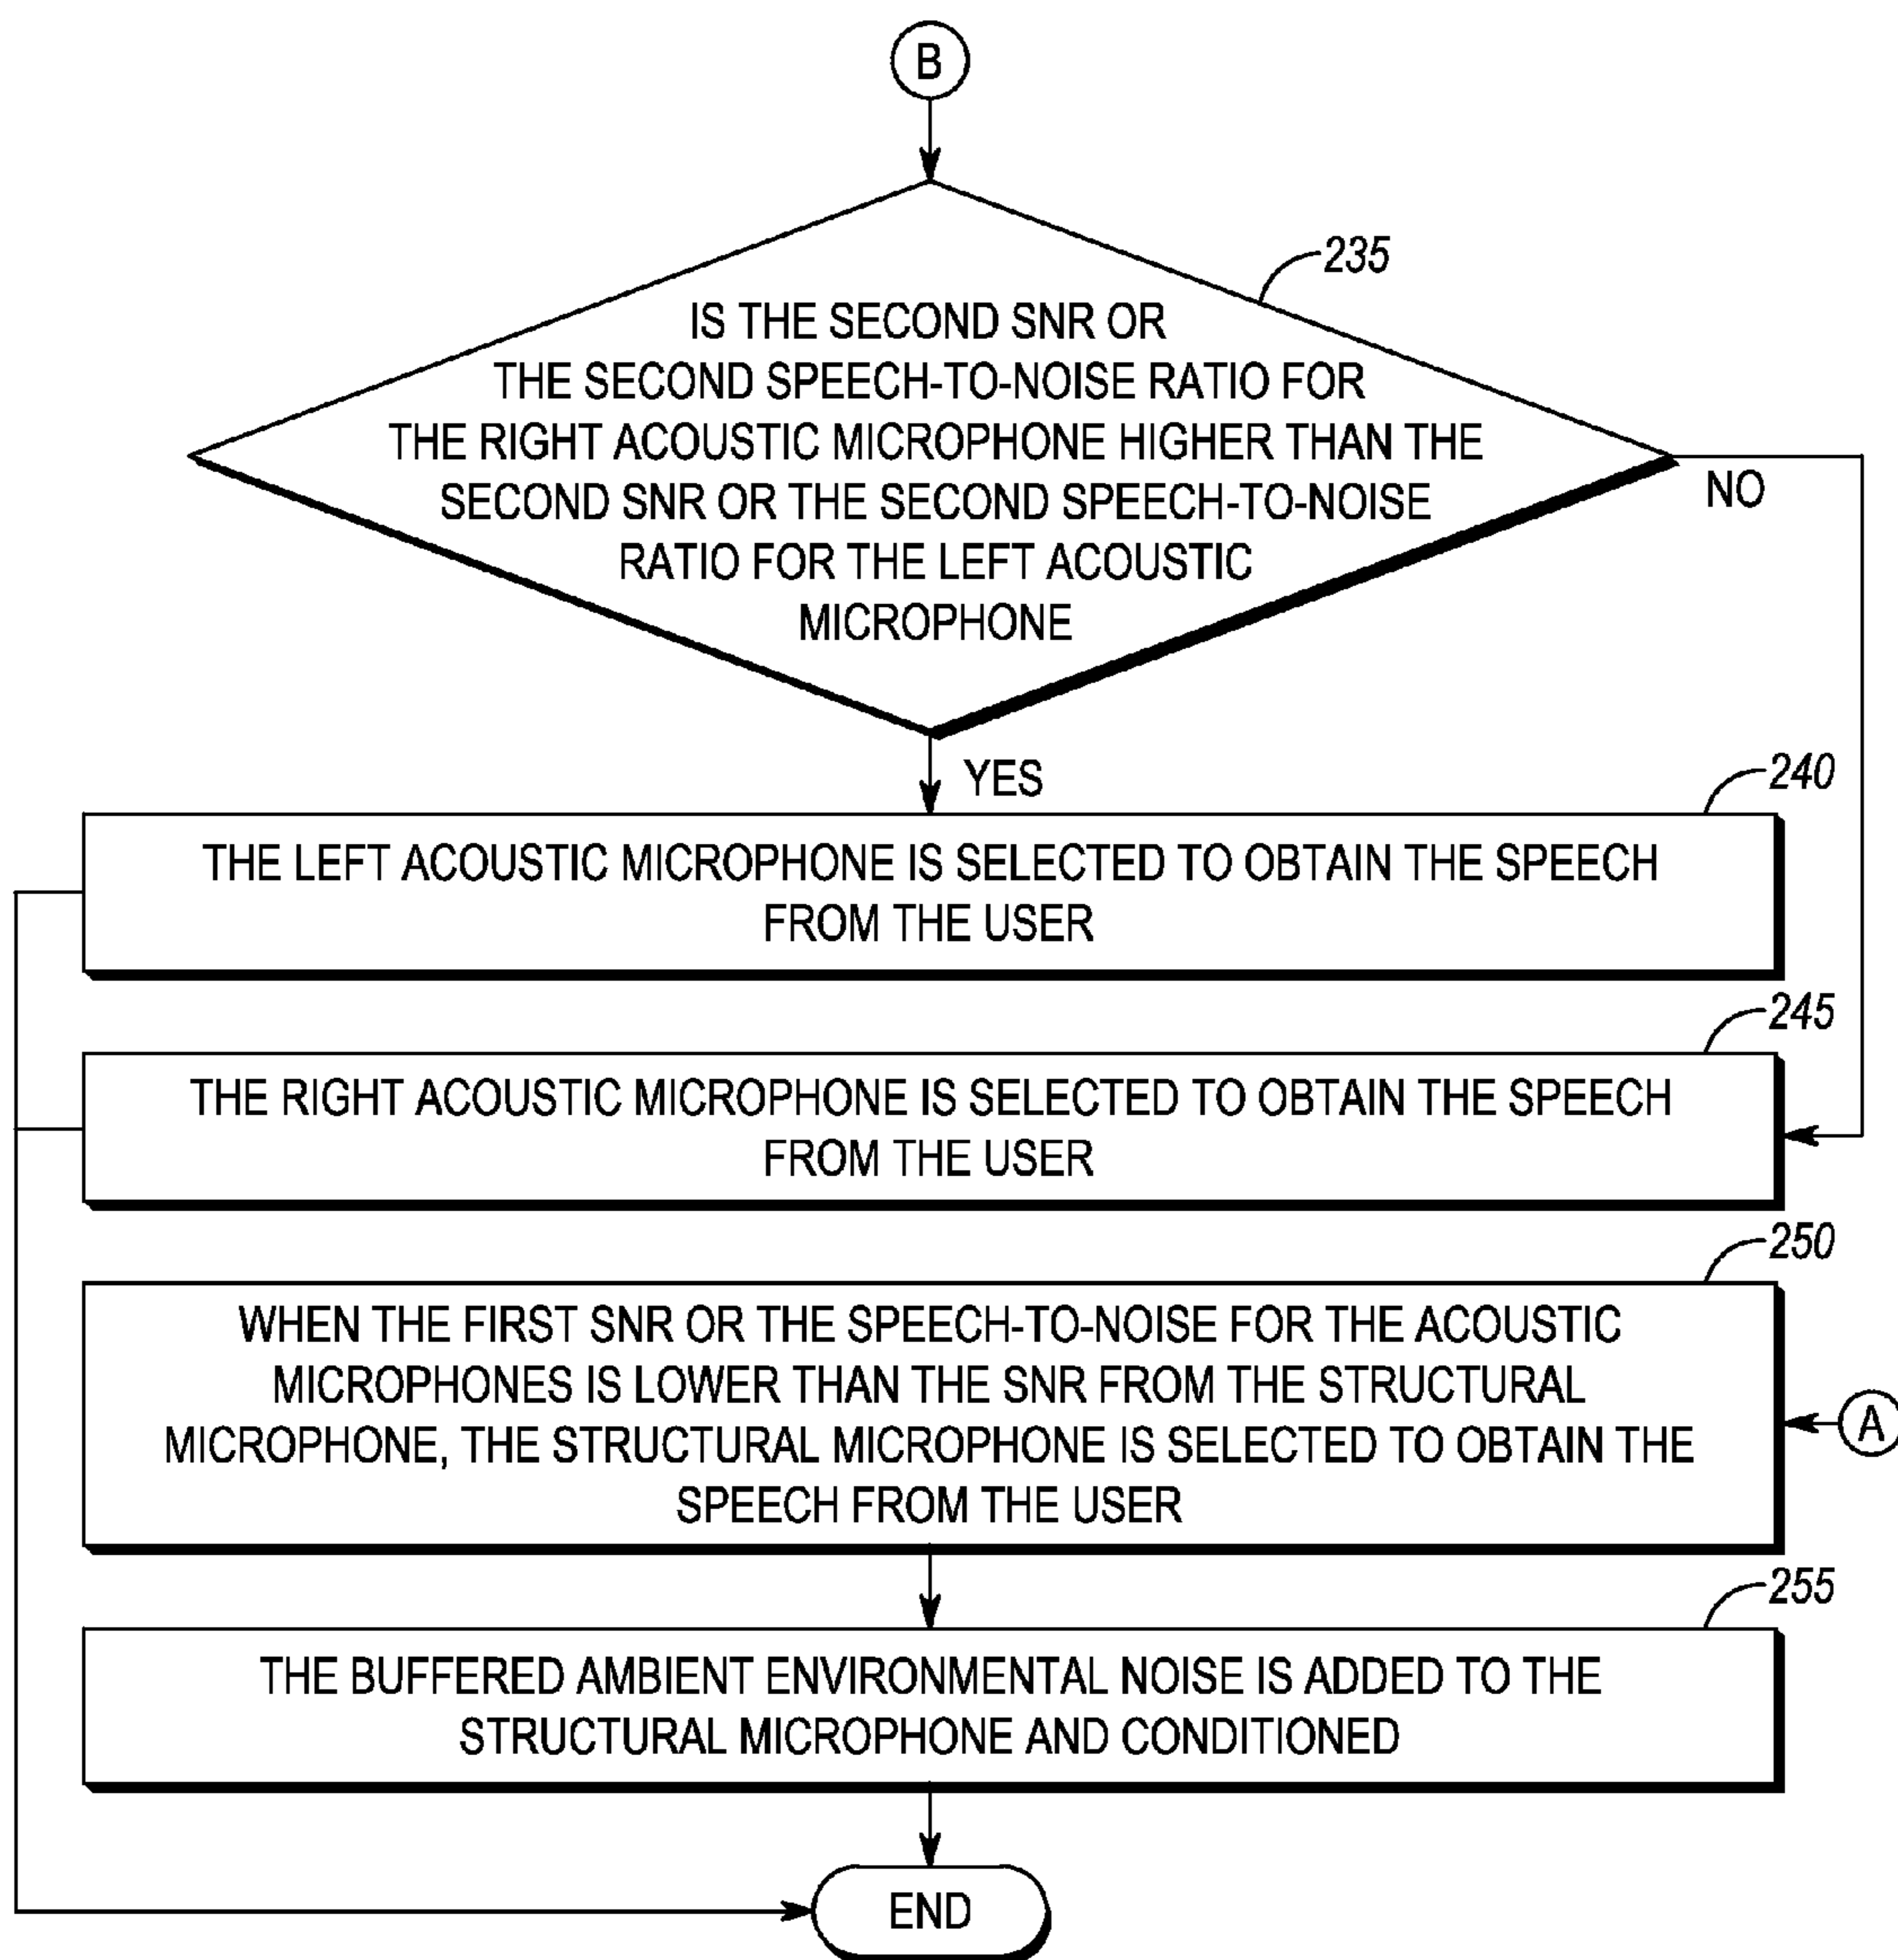 B
235
IS THE SECOND SNR OR
THE SECOND SPEECH-TO-NOISE RATIO FOR
THE RIGHT ACOUSTIC MICROPHONE HIGHER THAN THE
SECOND SNR OR THE SECOND SPEECH-TO-NOISE
RATIO FOR THE LEFT ACOUSTIC
MICROPHONE
NO
YES
240
THE LEFT ACOUSTIC MICROPHONE IS SELECTED TO OBTAIN THE SPEECH
FROM THE USER
245
THE RIGHT ACOUSTIC MICROPHONE IS SELECTED TO OBTAIN THE SPEECH
FROM THE USER
250
WHEN THE FIRST SNR OR THE SPEECH-TO-NOISE FOR THE ACOUSTIC
MICROPHONES IS LOWER THAN THE SNR FROM THE STRUCTURAL
MICROPHONE, THE STRUCTURAL MICROPHONE IS SELECTED TO OBTAIN THE
SPEECH FROM THE USER
A
255
THE BUFFERED AMBIENT ENVIRONMENTAL NOISE IS ADDED TO THE
STRUCTURAL MICROPHONE AND CONDITIONED
END